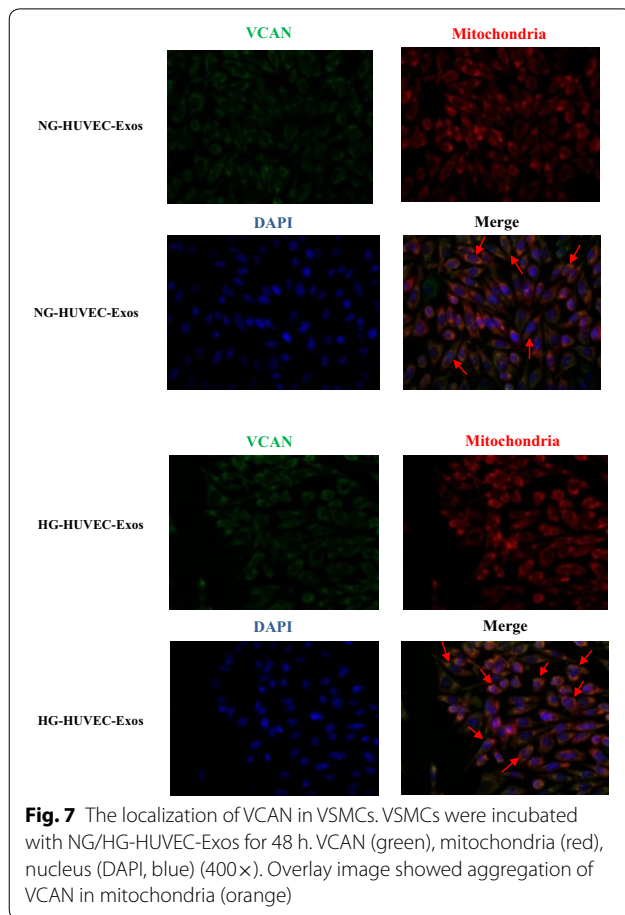 VCAN Mitochondria
NG-HUVEC-Exos
DAPI Merge
NG-HUVEC-Exos
VCAN Mitochondria
HG-HUVEC-Exos
DAPI Merge
HG-HUVEC-Exos
Fig. 7 The localization of VCAN in VSMCs. VSMCs were incubated
with NG/HG-HUVEC-Exos for 48 h. VCAN (green), mitochondria (red),
nucleus (DAPI, blue) (400×). Overlay image showed aggregation of
VCAN in mitochondria (orange)